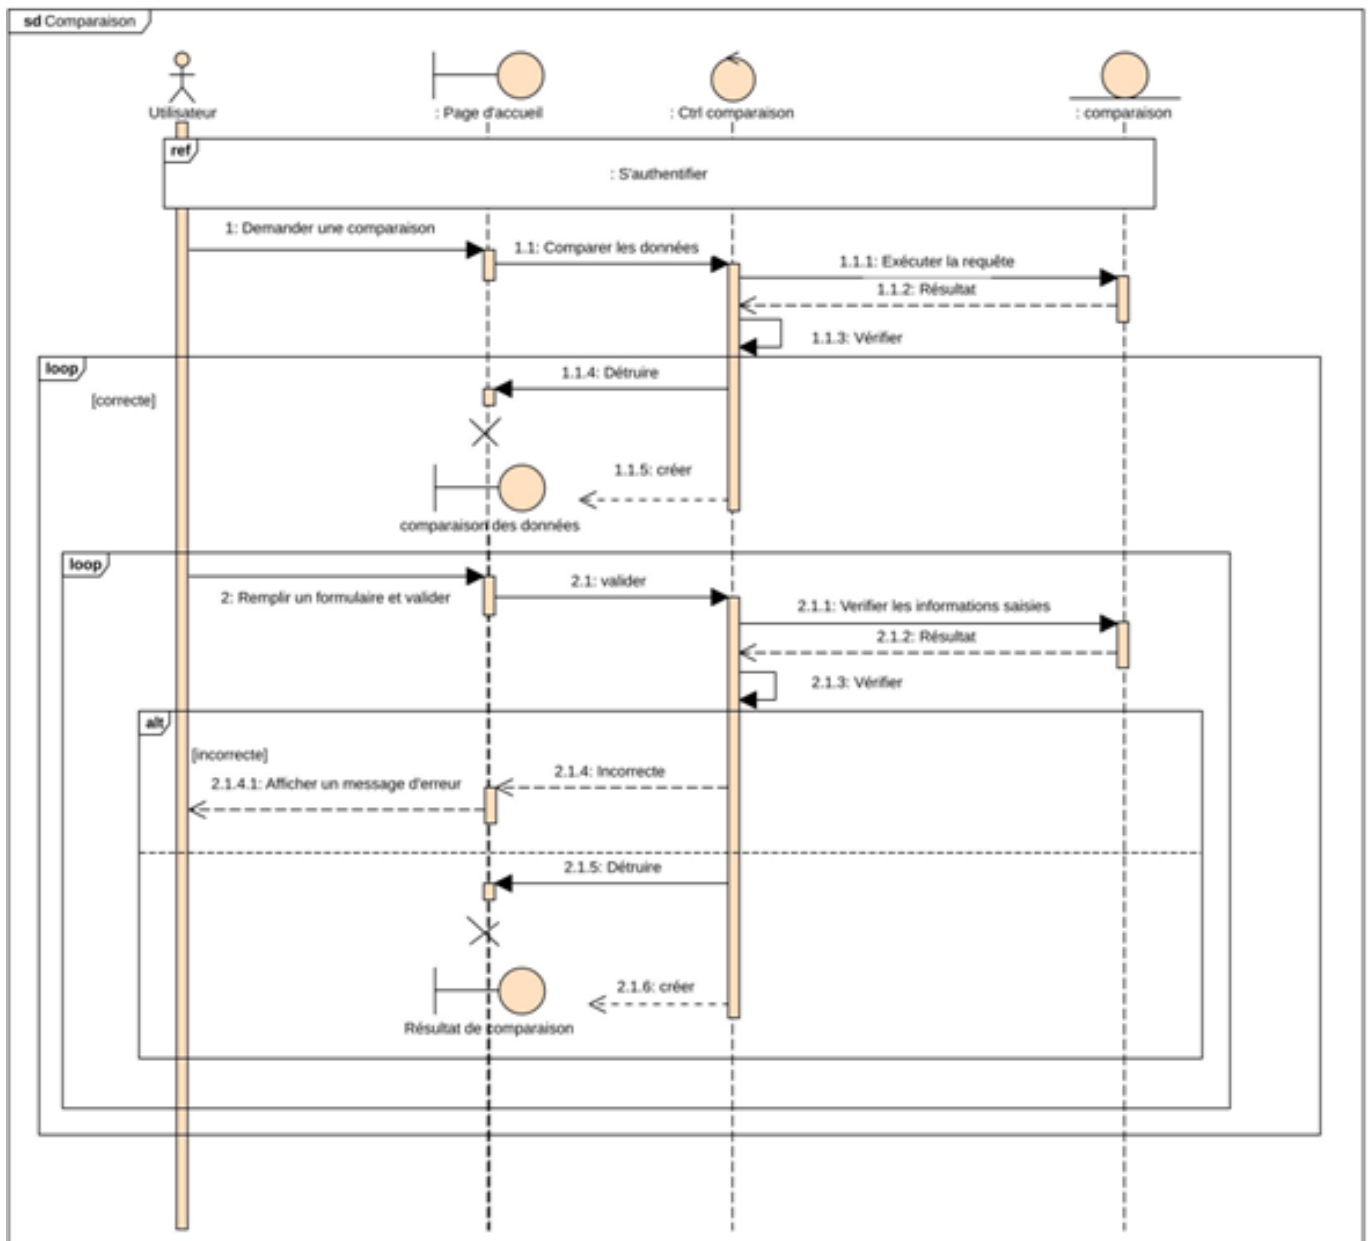 sd Comparaison
Utilisateur
: Page d'accueil
: Ctrl comparaison
: comparaison
ref
: S'authentifier
1: Demander une comparaison
1.1: Comparer les données
1.1.1: Exécuter la requête
1.1.2: Résultat
1.1.3: Vérifier
loop
[correcte]
1.1.4: Détruire
1.1.5: créer
comparaison des données
loop
2: Remplir un formulaire et valider
2.1: valider
2.1.1: Verifier les informations saisies
2.1.2: Résultat
2.1.3: Vérifier
alt
[incorrecte]
2.1.4: Incorrecte
2.1.4.1: Afficher un message d'erreur
2.1.5: Détruire
2.1.6: créer
Résultat de comparaison